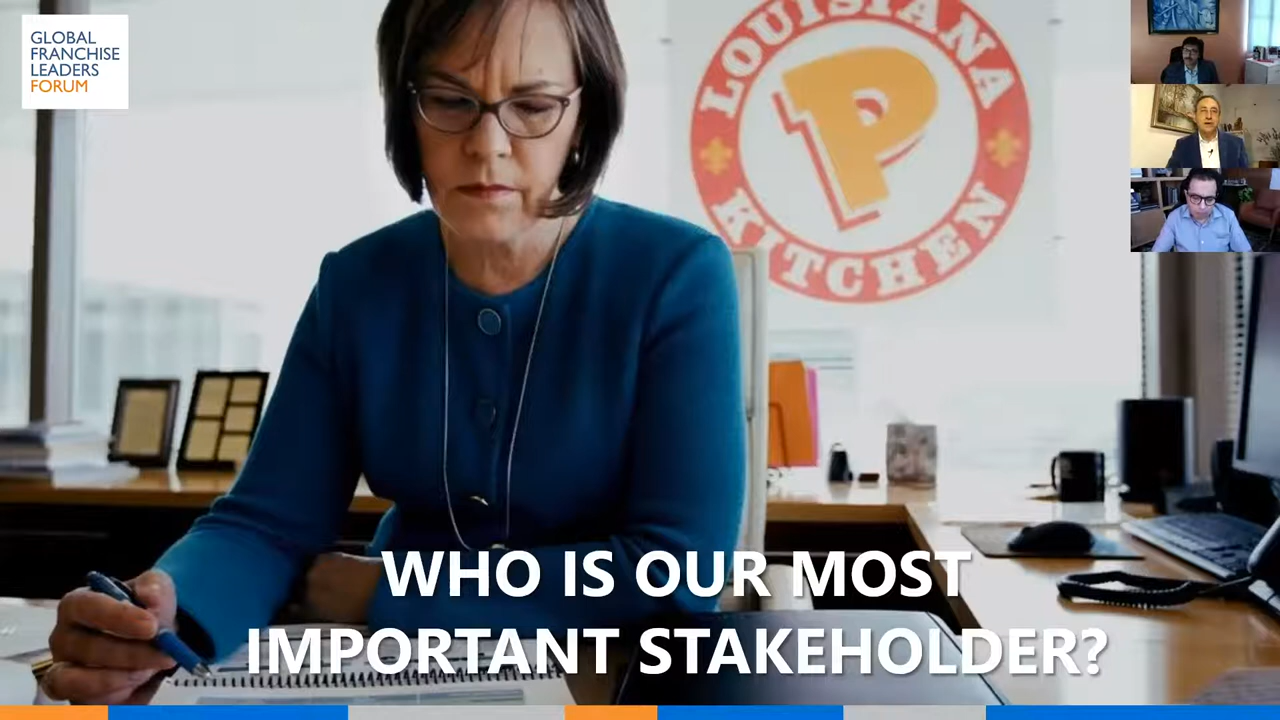 GLOBAL
FRANCHISE
LEADERS
FORUM
LOUISIANA
P
KITCHEN
WHO IS OUR MOST
IMPORTANT STAKEHOLDER?